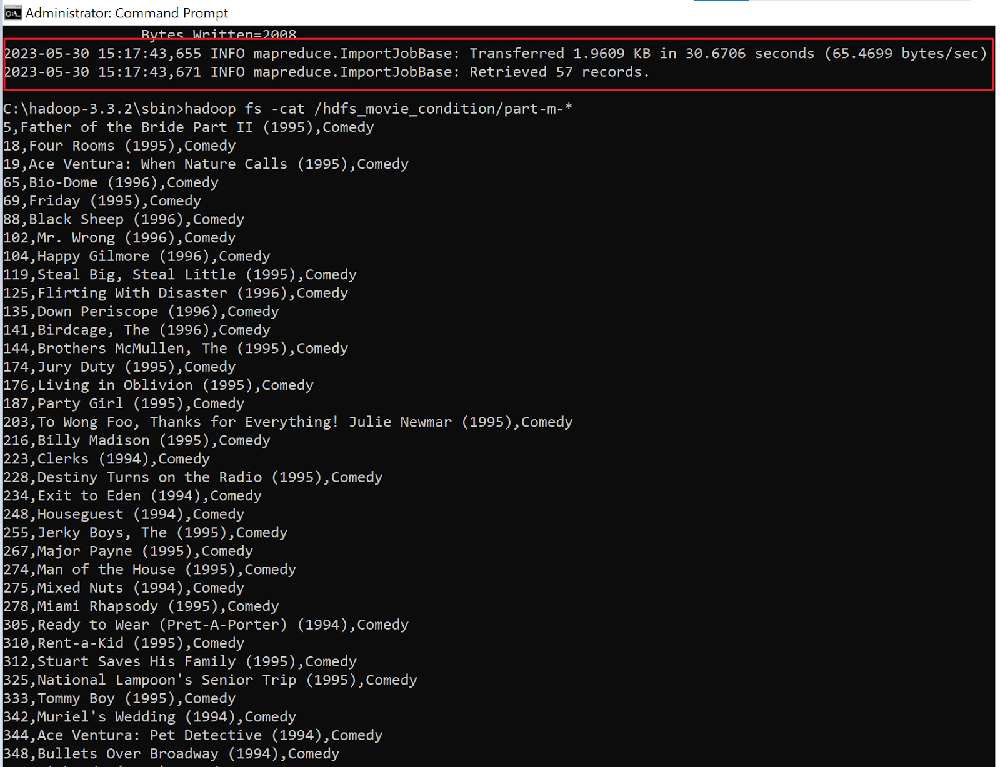 Administrator: Command Prompt
Bytes Written=2008
2023-05-30 15:17:43,655 INFO mapreduce.ImportJobBase: Transferred 1.9609 KB in 30.6706 seconds (65.4699 bytes/sec)
2023-05-30 15:17:43,671 INFO mapreduce.ImportJobBase: Retrieved 57 records.
C:\hadoop-3.3.2\sbin>hadoop fs -cat /hdfs_movie_condition/part-m-*
5,Father of the Bride Part II (1995),Comedy
18,Four Rooms (1995),Comedy
19,Ace Ventura: When Nature Calls (1995),Comedy
65,Bio-Dome (1996),Comedy
69,Friday (1995),Comedy
88,Black Sheep (1996),Comedy
102,Mr. Wrong (1996),Comedy
104,Happy Gilmore (1996),Comedy
119,Steal Big, Steal Little (1995),Comedy
125,Flirting With Disaster (1996),Comedy
135,Down Periscope (1996),Comedy
141,Birdcage, The (1996),Comedy
144,Brothers McMullen, The (1995),Comedy
174,Jury Duty (1995),Comedy
176,Living in Oblivion (1995),Comedy
187,Party Girl (1995),Comedy
203,To Wong Foo, Thanks for Everything! Julie Newmar (1995),Comedy
216,Billy Madison (1995),Comedy
223,Clerks (1994),Comedy
228,Destiny Turns on the Radio (1995),Comedy
234,Exit to Eden (1994),Comedy
248,Houseguest (1994),Comedy
255,Jerky Boys, The (1995),Comedy
267,Major Payne (1995),Comedy
274,Man of the House (1995),Comedy
275,Mixed Nuts (1994),Comedy
278,Miami Rhapsody (1995),Comedy
305,Ready to Wear (Pret-A-Porter) (1994),Comedy
310,Rent-a-Kid (1995),Comedy
312,Stuart Saves His Family (1995),Comedy
325,National Lampoon's Senior Trip (1995),Comedy
333,Tommy Boy (1995),Comedy
342,Muriel's Wedding (1994),Comedy
344,Ace Ventura: Pet Detective (1994),Comedy
348,Bullets Over Broadway (1994),Comedy